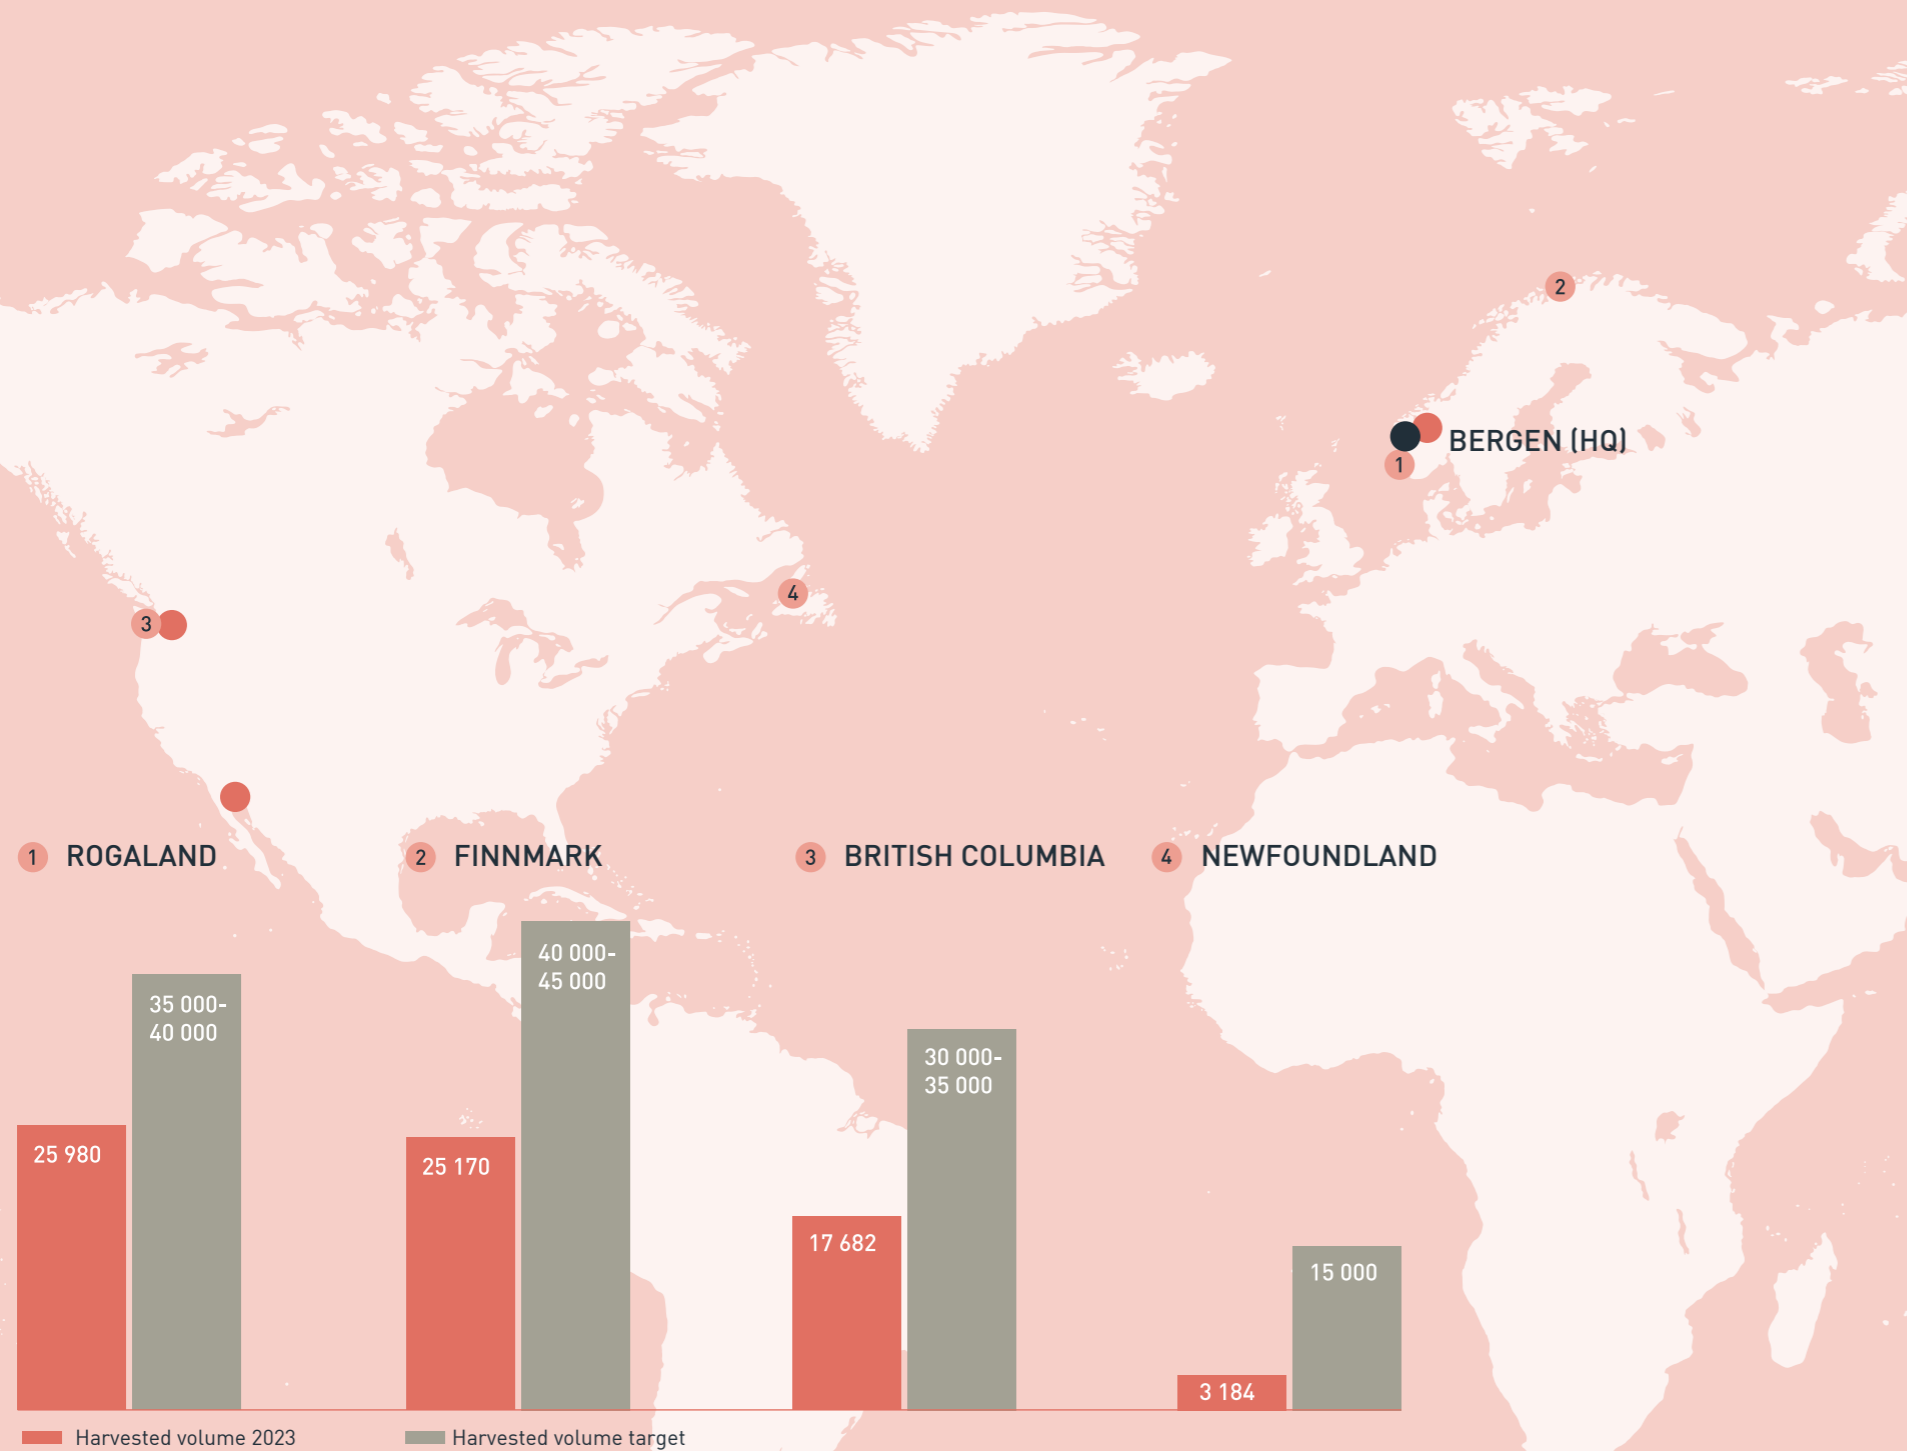 2
BERGEN (HQ)
1
4
3
1 ROGALAND
2 FINNMARK
3 BRITISH COLUMBIA
4 NEWFOUNDLAND
25 980
35 000-
40 000
25 170
40 000-
45 000
17 682
30 000-
35 000
3 184
15 000
Harvested volume 2023
Harvested volume target